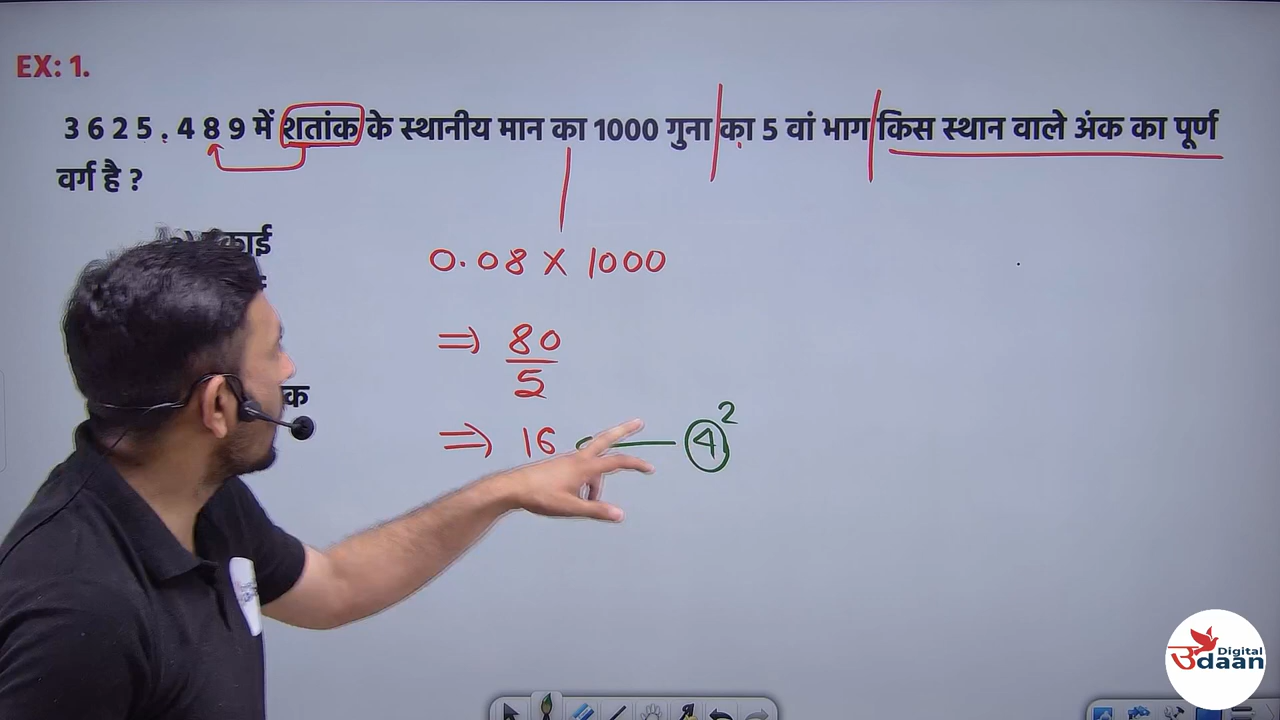 EX: 1.
3 6 2 5 . 4 8 9 में शतांक के स्थानीय मान का 1000 गुना का 5 वां भाग किस स्थान वाले अंक का पूर्ण
वर्ग है ?
0.08 × 1000
⇒ 80
5
⇒ 16 4²
Digital
उdaan